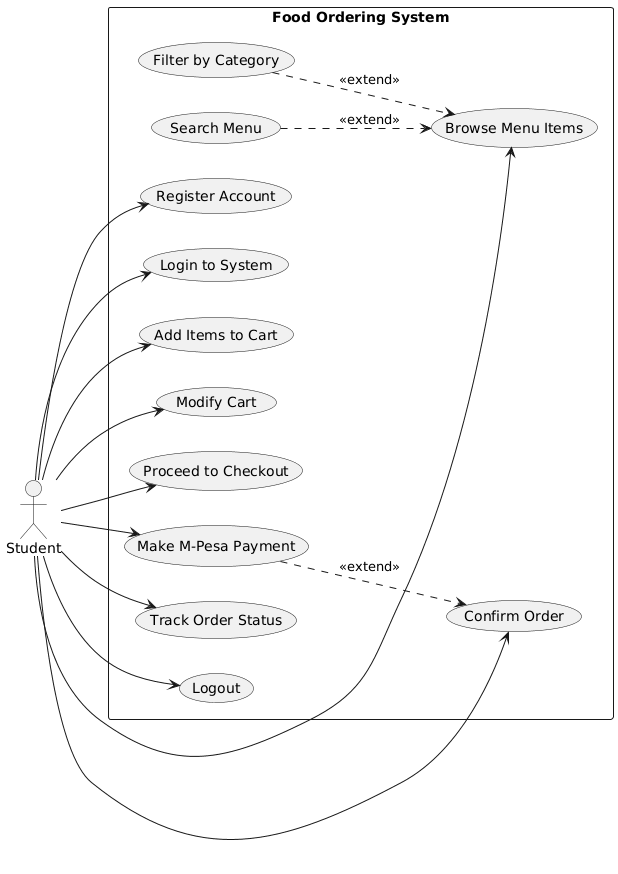 Food Ordering System
Filter by Category
«extend»
Search Menu
«extend»
Browse Menu Items
Register Account
Login to System
Add Items to Cart
Modify Cart
Proceed to Checkout
Student
Make M-Pesa Payment
«extend»
Confirm Order
Track Order Status
Logout